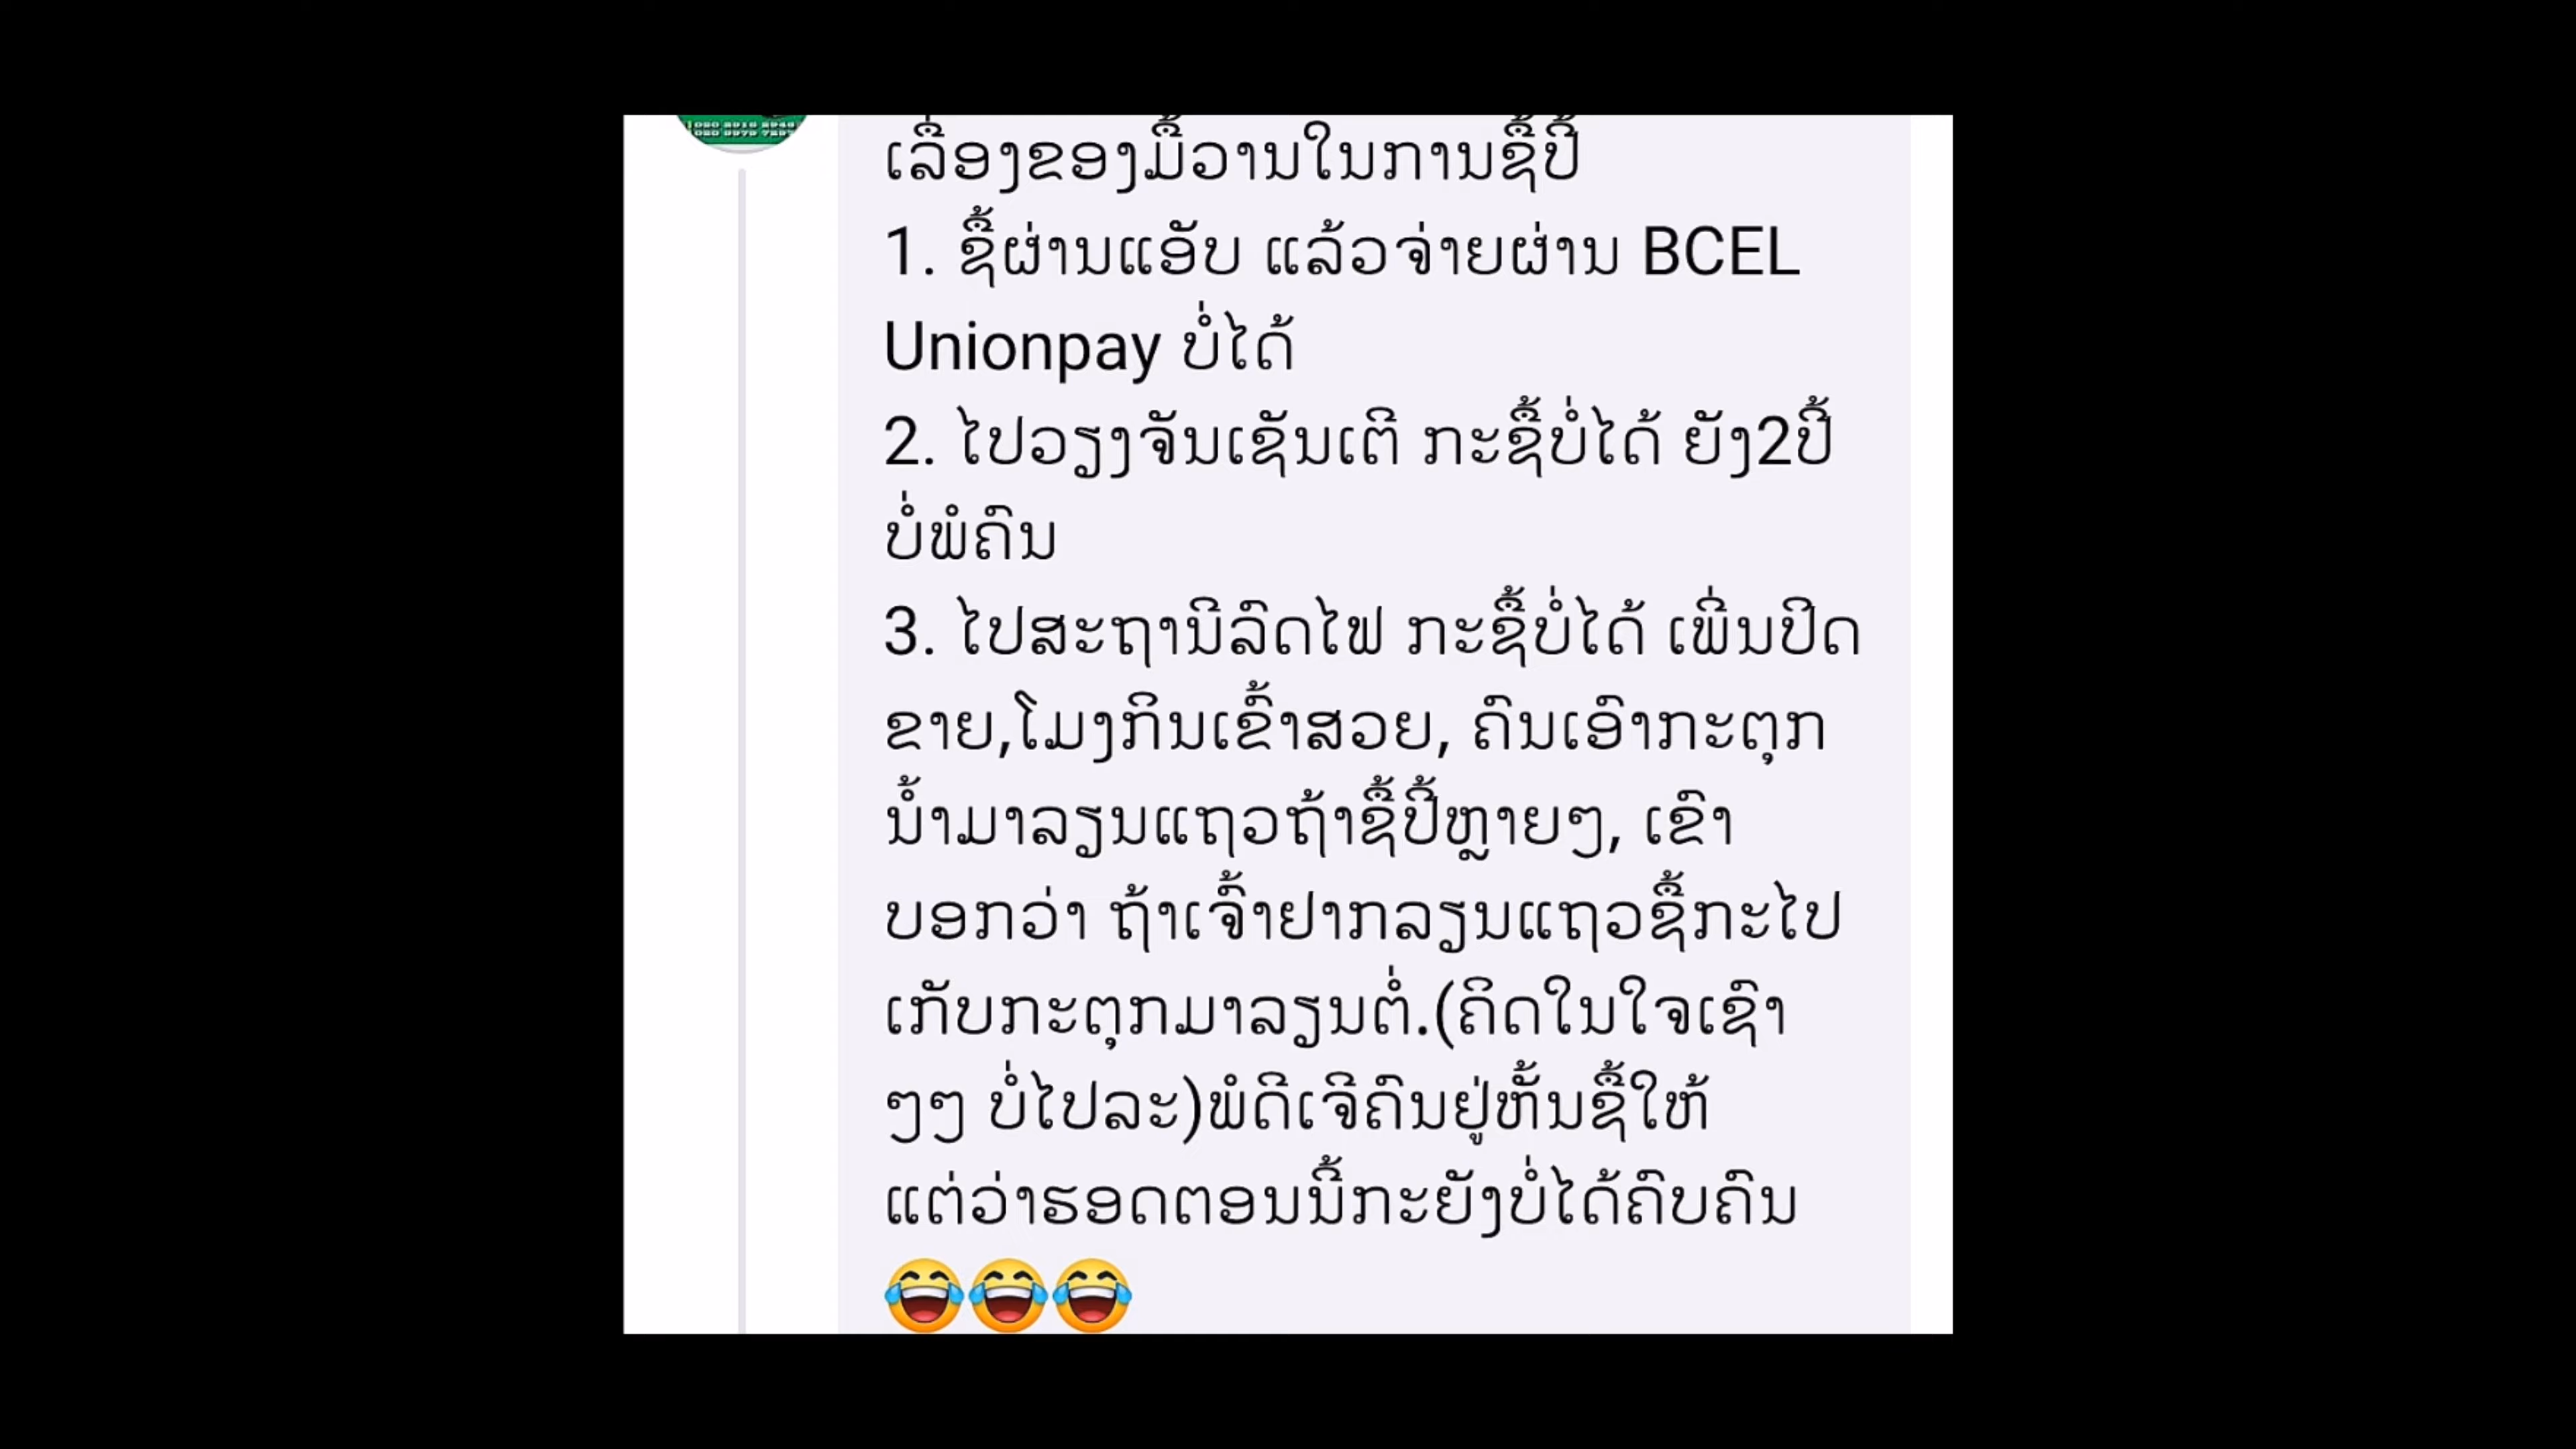 ເລື່ອງຂອງມື້ວານໃນການຊື້ປີ້
1. ຊື້ຜ່ານແອັບ ແລ້ວຈ່າຍຜ່ານ BCEL
Unionpay ບໍ່ໄດ້
2. ໄປວຽງຈັນເຊັນເຕີ ກະຊື້ບໍ່ໄດ້ ຍັງ2ປີ້
ບໍ່ພໍຄົນ
3. ໄປສະຖານີລົດໄຟ ກະຊື້ບໍ່ໄດ້ ເພິ່ນປິດ
ຂາຍ,ໂມງກິນເຂົ້າສວຍ, ຄົນເອົາກະຕຸກ
ນ້ຳມາລຽນແຖວຖ້າຊື້ປີ້ຫຼາຍໆ, ເຂົາ
ບອກວ່າ ຖ້າເຈົ້າຢາກລຽນແຖວຊື້ກະໄປ
ເກັບກະຕຸກມາລຽນຕໍ່.(ຄິດໃນໃຈເຊົາ
ໆໆ ບໍ່ໄປລະ)ພໍດີເຈີຄົນຢູ່ຫັ້ນຊື້ໃຫ້
ແຕ່ວ່າຮອດຕອນນີ້ກະຍັງບໍ່ໄດ້ຄົບຄົນ
😂😂😂